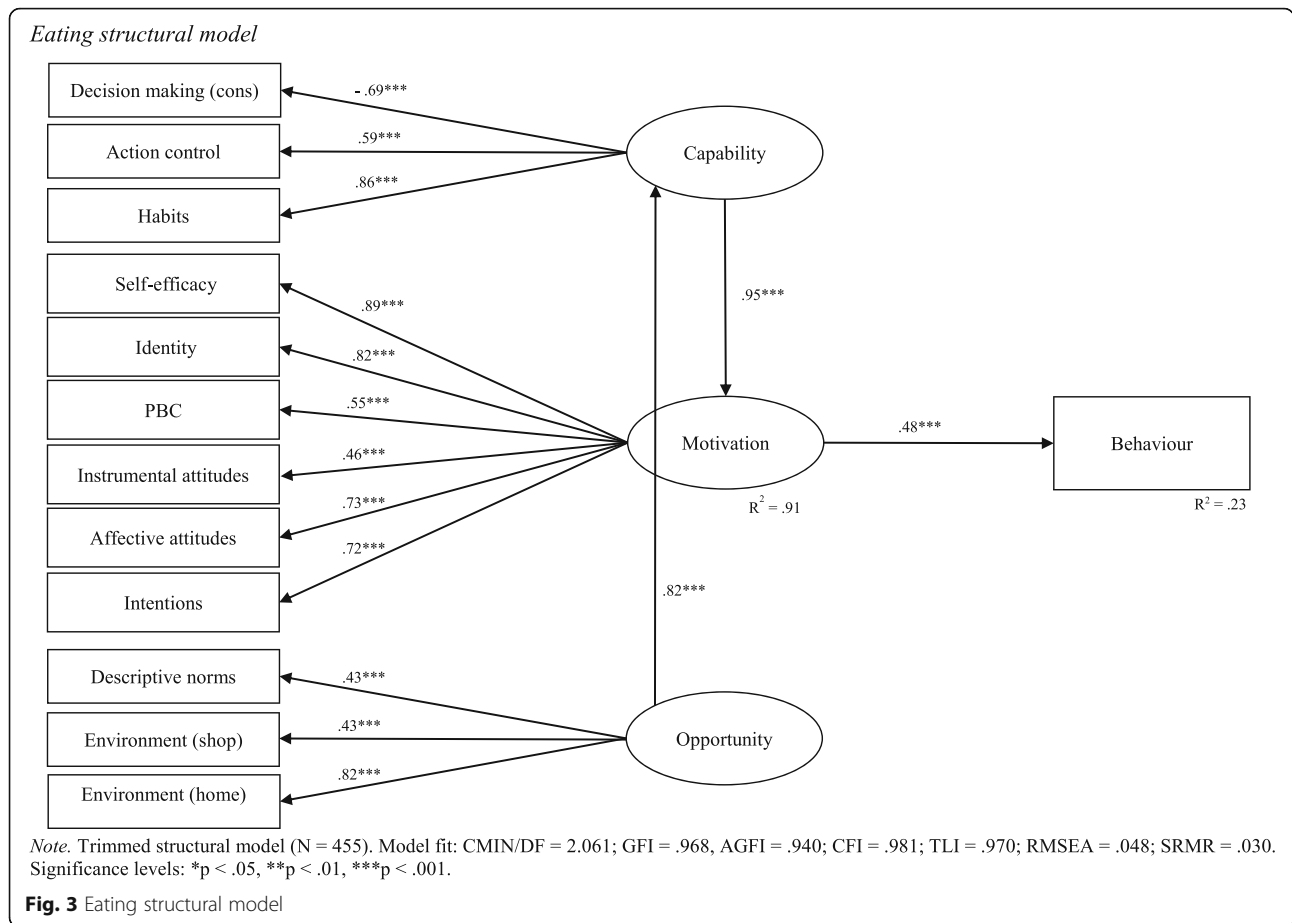 Eating structural model
Decision making (cons)
- .69***
Action control
.59***
Capability
.86***
Habits
Self-efficacy
.89***
.95***
Identity
.82***
PBC
.55***
Motivation
.48***
Behaviour
Instrumental attitudes
.46***
R² = .91
R² = .23
.73***
Affective attitudes
.72***
Intentions
.82***
Descriptive norms
.43***
Environment (shop)
.43***
Opportunity
.82***
Environment (home)
Note. Trimmed structural model (N = 455). Model fit: CMIN/DF = 2.061; GFI = .968, AGFI = .940; CFI = .981; TLI = .970; RMSEA = .048; SRMR = .030.
Significance levels: *p < .05, **p < .01, ***p < .001.
Fig. 3 Eating structural model